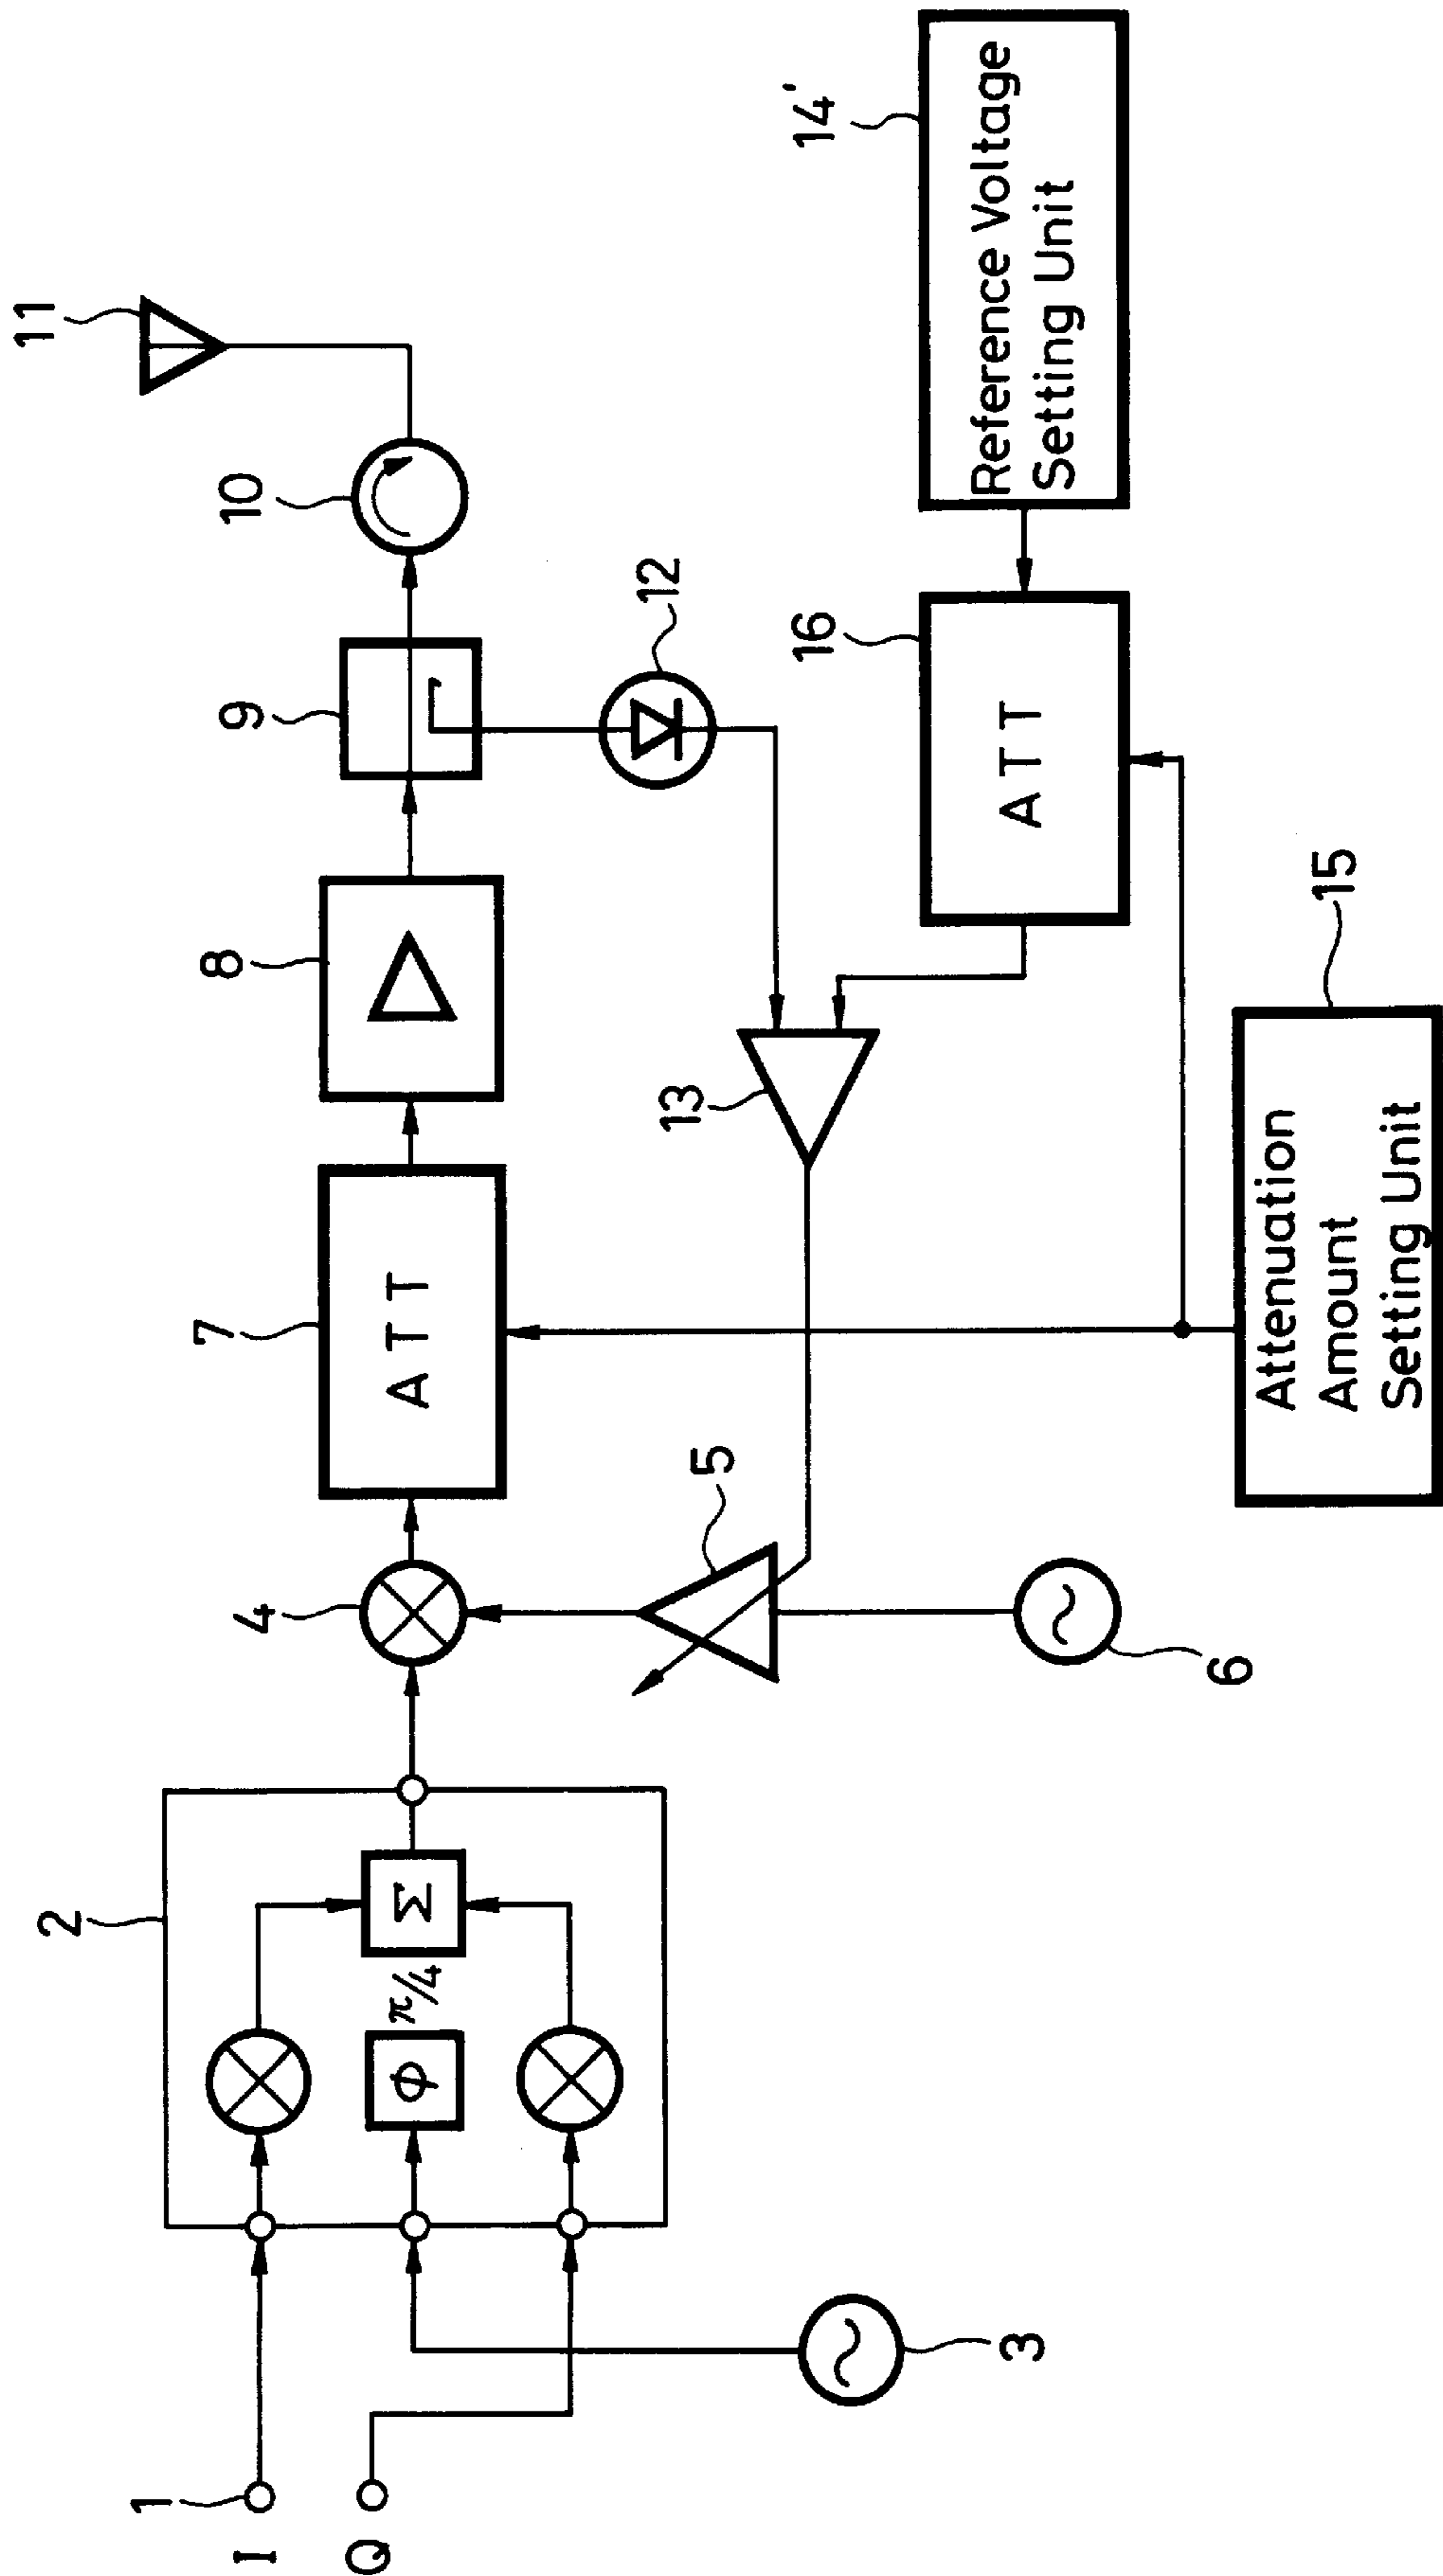 1
I
Q
2
Φ
π/4
Σ
3
4
5
6
7
ATT
8
9
10
11
12
13
14'
Reference Voltage
Setting Unit
16
ATT
15
Attenuation
Amount
Setting Unit